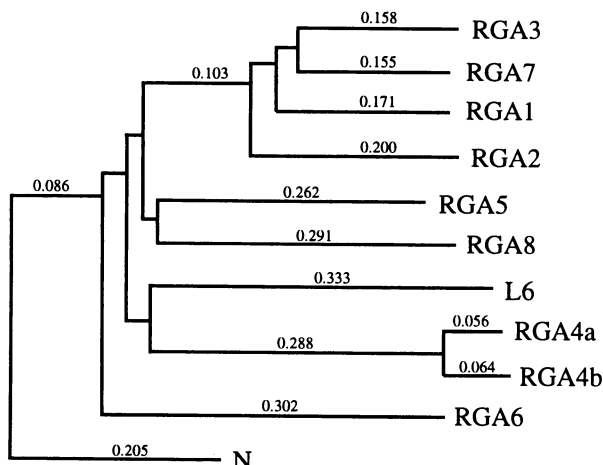 0.158 RGA3
0.155 RGA7
0.103
0.171 RGA1
0.200 RGA2
0.086
0.262 RGA5
0.291 RGA8
0.333 L6
0.056 RGA4a
0.288
0.064 RGA4b
0.302 RGA6
0.205 N